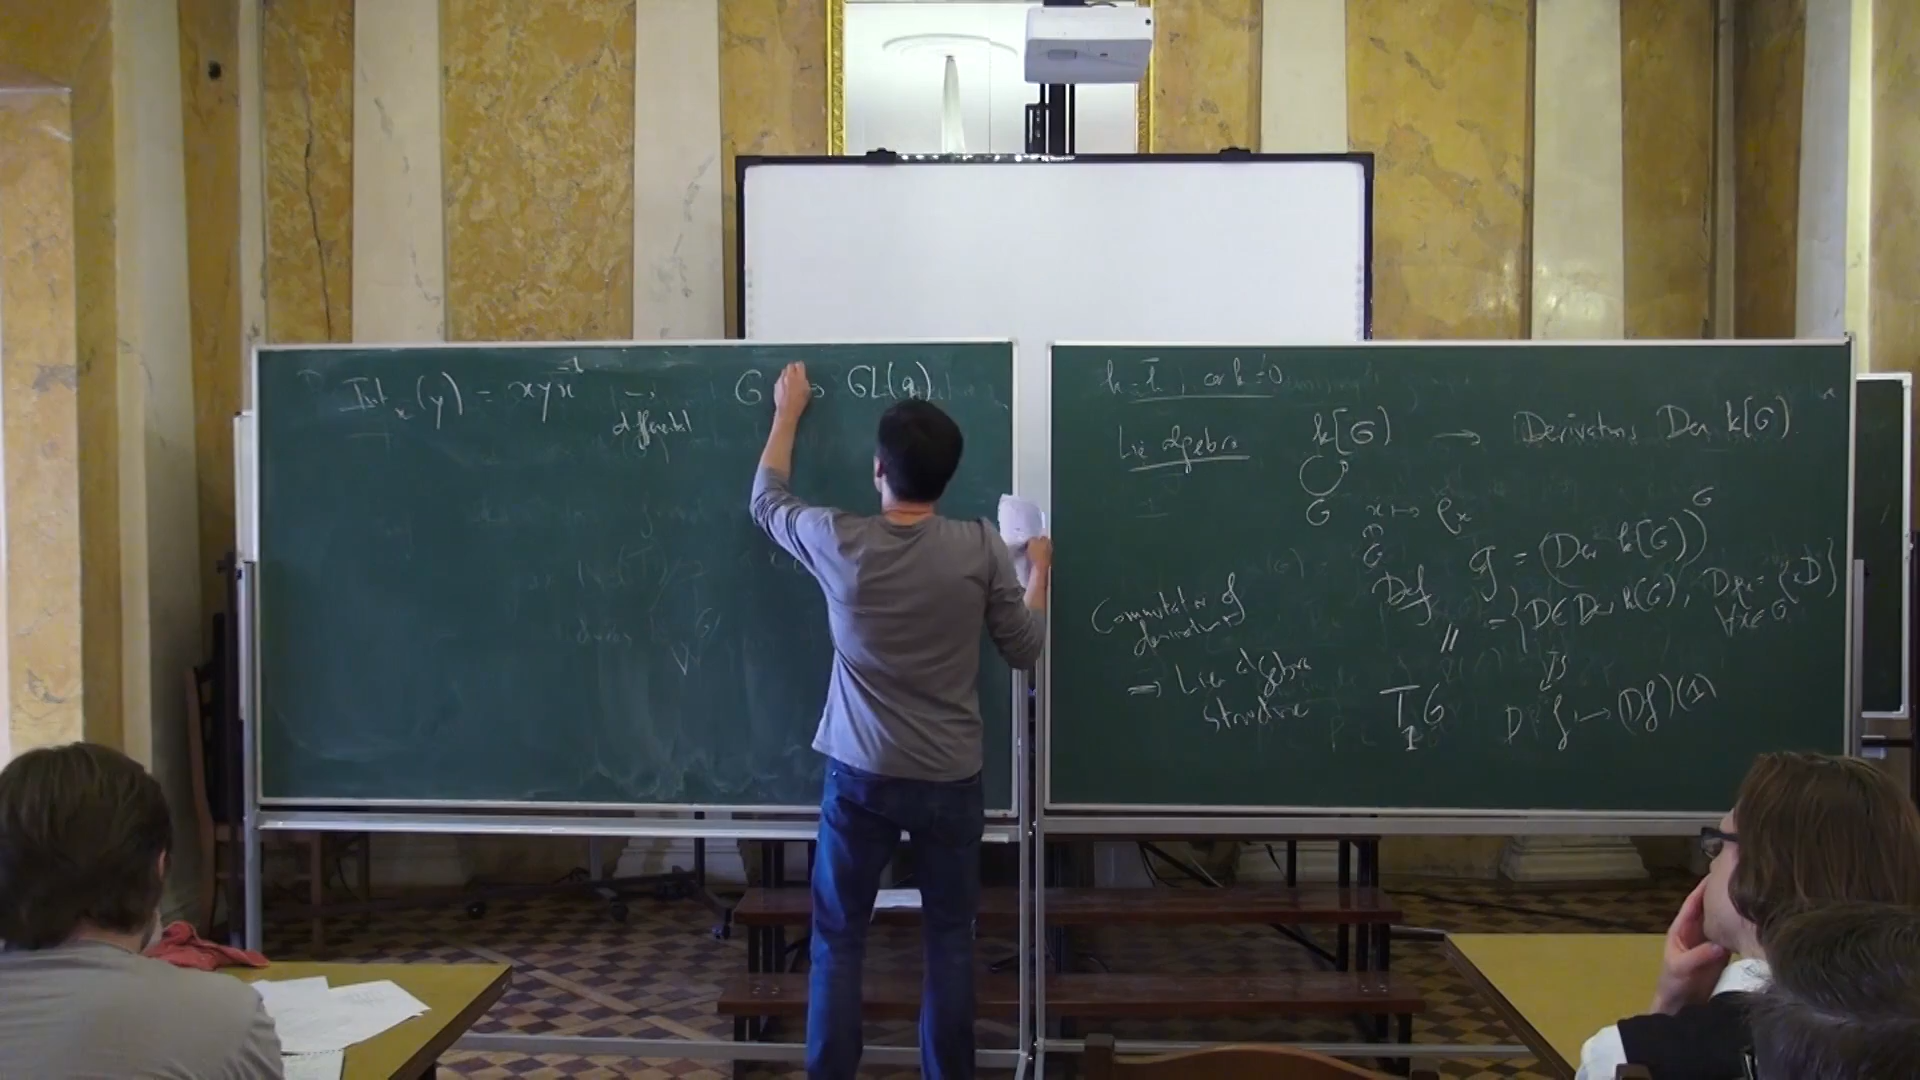 Int_x(y) = xyx^{-1} → differential G → GL(g)
k = k̄, char k = 0
Lie algebra k[G] → Derivations Der k[G]
G x ↦ ρ_x
G
Def g = (Der k[G])^G
= {D ∈ Der k[G], Dρ_x = ρ_xD}
∀x∈G
Commutator of
derivations
⇒ Lie algebra
structure
T_1 G D f ↦ (Df)(1)